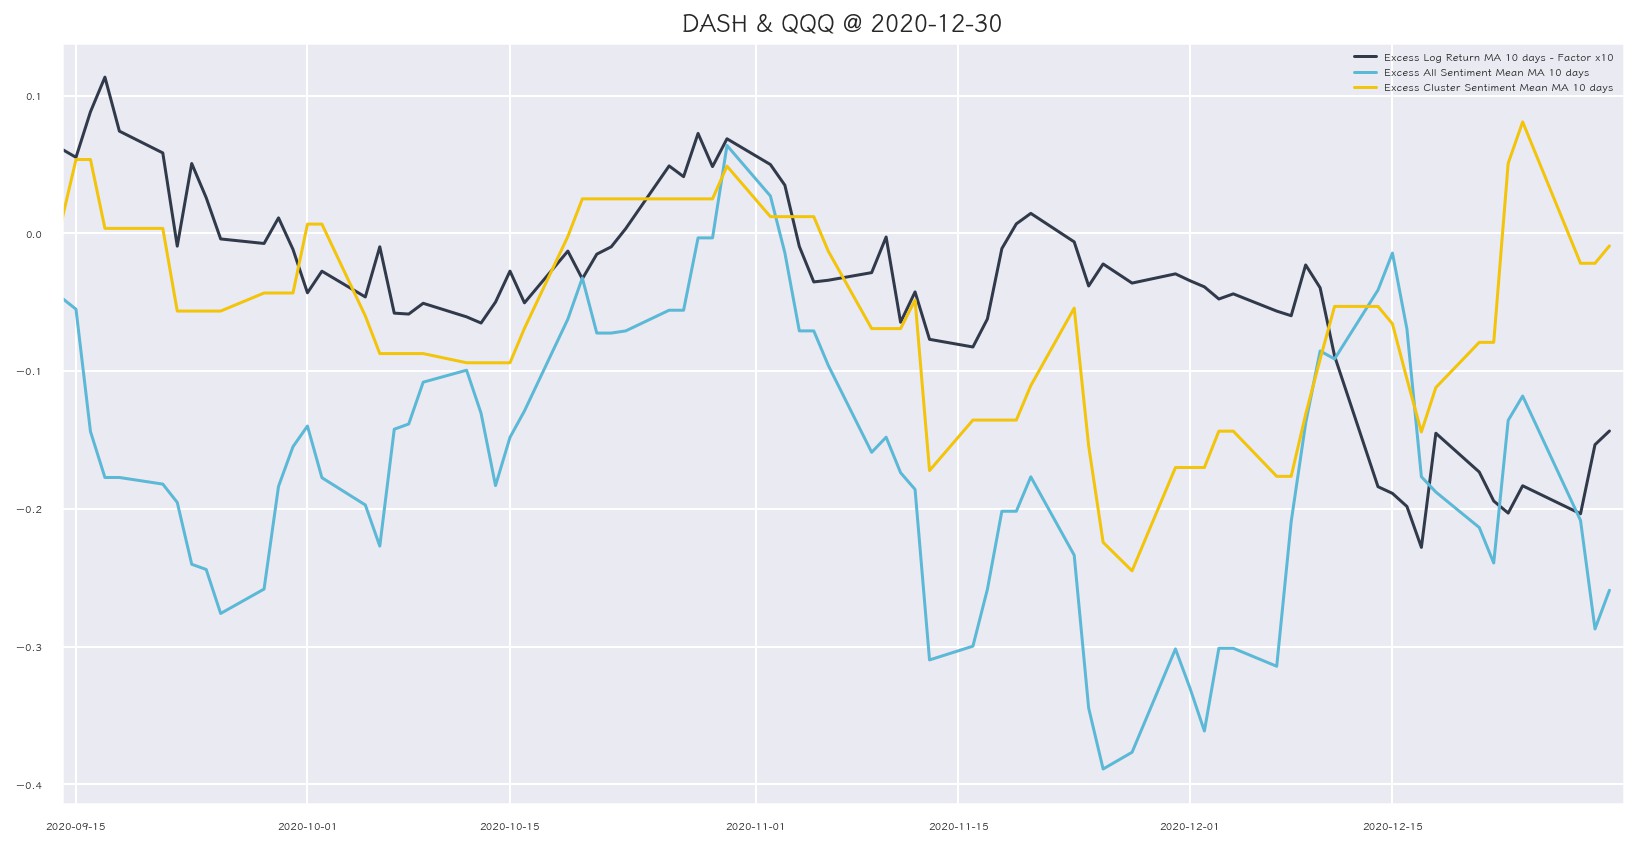 DASH & QQQ @ 2020-12-30
Excess Log Return MA 10 days - Factor x10
Excess All Sentiment Mean MA 10 days
Excess Cluster Sentiment Mean MA 10 days
0.1
0.0
−0.1
−0.2
−0.3
−0.4
2020-09-15 2020-10-01 2020-10-15 2020-11-01 2020-11-15 2020-12-01 2020-12-15